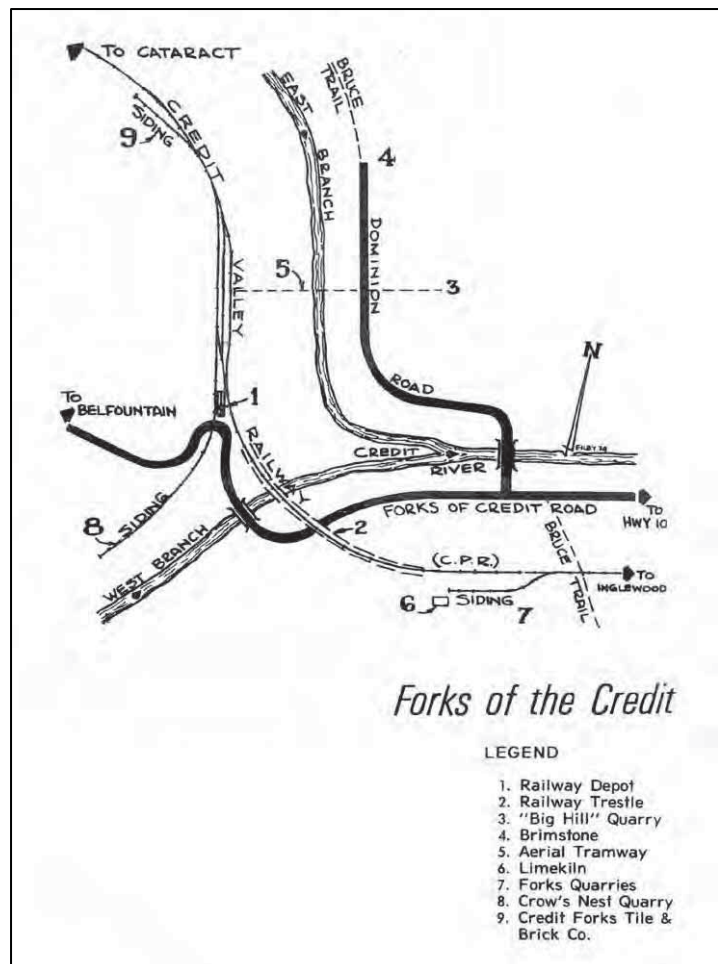 TO CATARACT
CREDIT
VALLEY
RAILWAY
SIDING
9
EAST
BRANCH
BRUCE
TRAIL
4
DOMINION
ROAD
5
3
N
TO
BELFOUNTAIN
1
CREDIT
RIVER
FORKS OF CREDIT ROAD
TO
HWY 10
SIDING
8
WEST BRANCH
2
(C.P.R.)
BRUCE
TRAIL
TO
INGLEWOOD
6
SIDING
7
Forks of the Credit
LEGEND
1. Railway Depot
2. Railway Trestle
3. "Big Hill" Quarry
4. Brimstone
5. Aerial Tramway
6. Limekiln
7. Forks Quarries
8. Crow's Nest Quarry
9. Credit Forks Tile &
Brick Co.